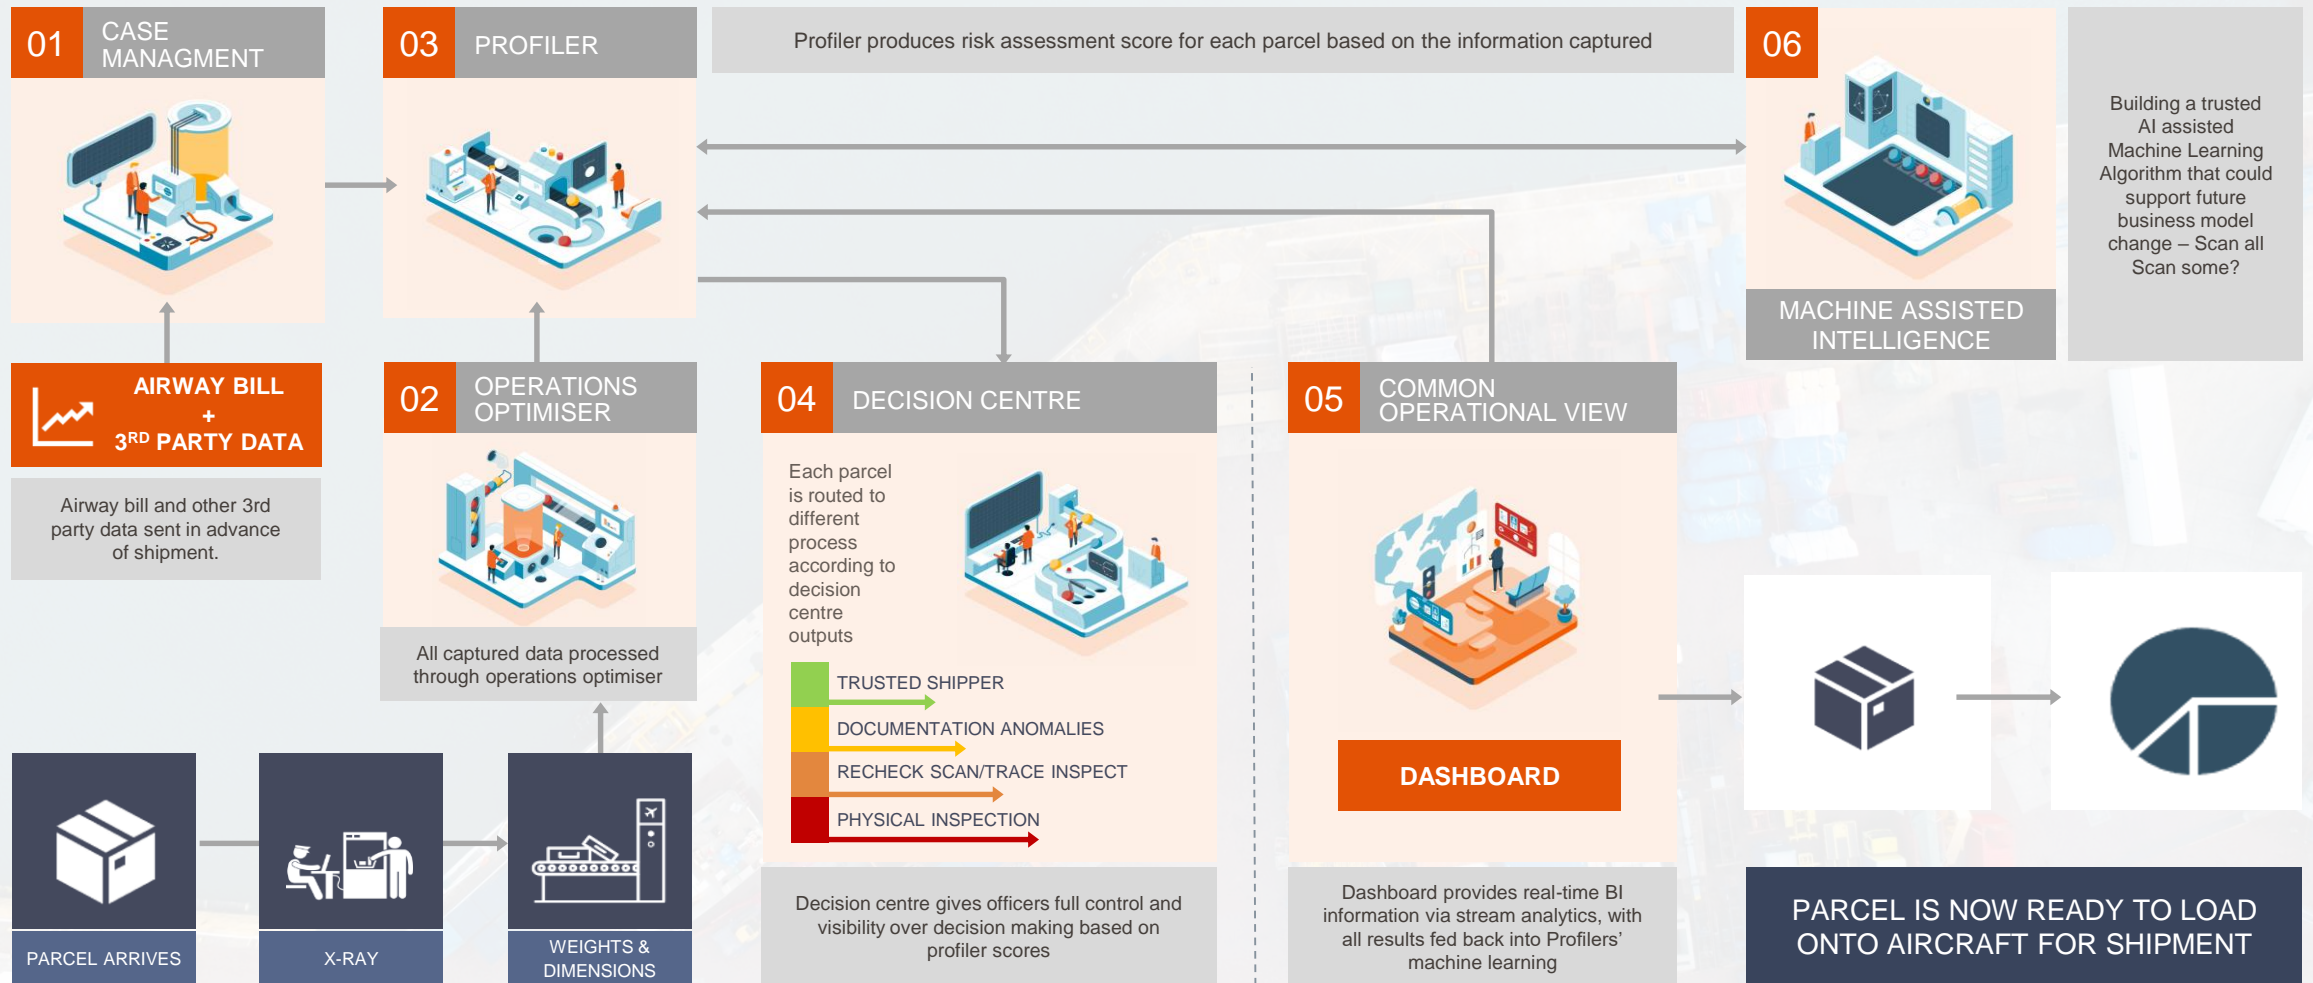 01
CASE
MANAGMENT
03
PROFILER
Profiler produces risk assessment score for each parcel based on the information captured
06
MACHINE ASSISTED
INTELLIGENCE
Building a trusted
AI assisted
Machine Learning
Algorithm that could
support future
business model
change – Scan all
Scan some?
AIRWAY BILL
+
3RD PARTY DATA
Airway bill and other 3rd
party data sent in advance
of shipment.
02
OPERATIONS
OPTIMISER
All captured data processed
through operations optimiser
PARCEL ARRIVES
X-RAY
WEIGHTS &
DIMENSIONS
04
DECISION CENTRE
Each parcel
is routed to
different
process
according to
decision
centre
outputs
TRUSTED SHIPPER
DOCUMENTATION ANOMALIES
RECHECK SCAN/TRACE INSPECT
PHYSICAL INSPECTION
Decision centre gives officers full control and
visibility over decision making based on
profiler scores
05
COMMON
OPERATIONAL VIEW
DASHBOARD
Dashboard provides real-time BI
information via stream analytics, with
all results fed back into Profilers’
machine learning
PARCEL IS NOW READY TO LOAD
ONTO AIRCRAFT FOR SHIPMENT